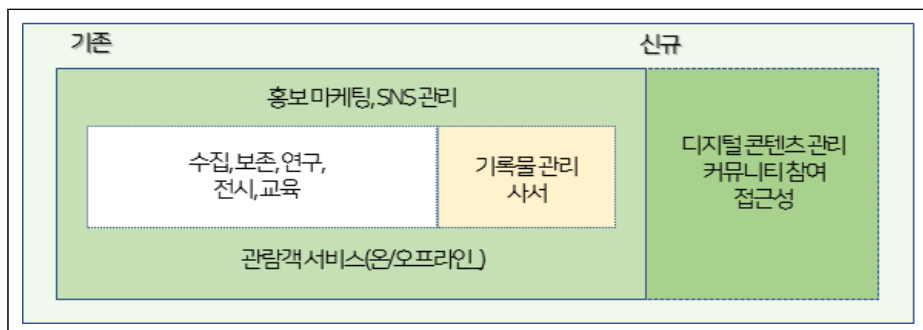 기존
신규
홍보 마케팅, SNS 관리
수집, 보존, 연구,
전시, 교육
기록물 관리
사서
디지털 콘텐츠 관리
커뮤니티 참여
접근성
관람객 서비스(온/오프라인)